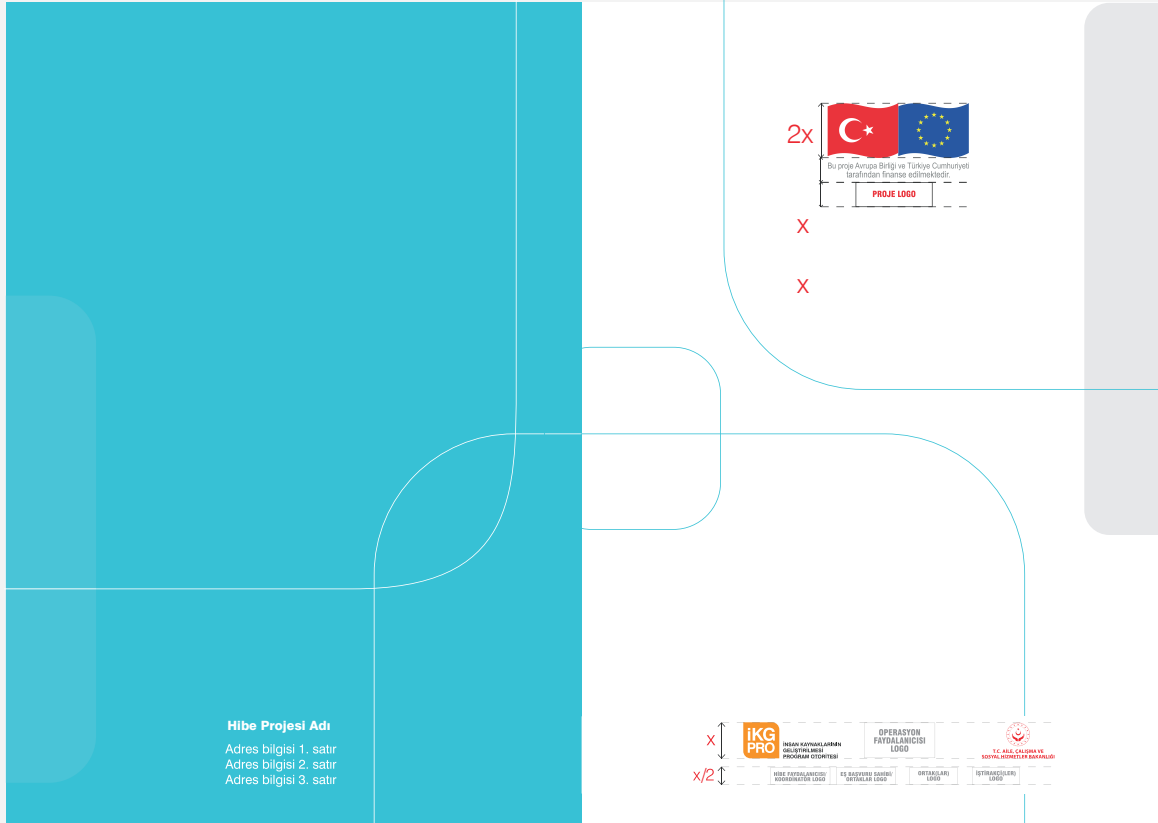 2x
Bu proje Avrupa Birliği ve Türkiye Cumhuriyeti
tarafından finanse edilmektedir.
PROJE LOGO
x
x
Hibe Projesi Adı
Adres bilgisi 1. satır
Adres bilgisi 2. satır
Adres bilgisi 3. satır
x
iKG
PRO
İNSAN KAYNAKLARININ
GELİŞTİRİLMESİ
PROGRAM OTORİTESİ
OPERASYON
FAYDALANICISI
LOGO
T.C. AİLE, ÇALIŞMA VE
SOSYAL HİZMETLER BAKANLIĞI
x/2
HİBE FAYDALANICISI/
KOORDİNATÖR LOGO
EŞ BAŞVURU SAHİBİ/
ORTAKLAR LOGO
ORTAK(LAR)
LOGO
İŞTİRAKÇİ(LER)
LOGO